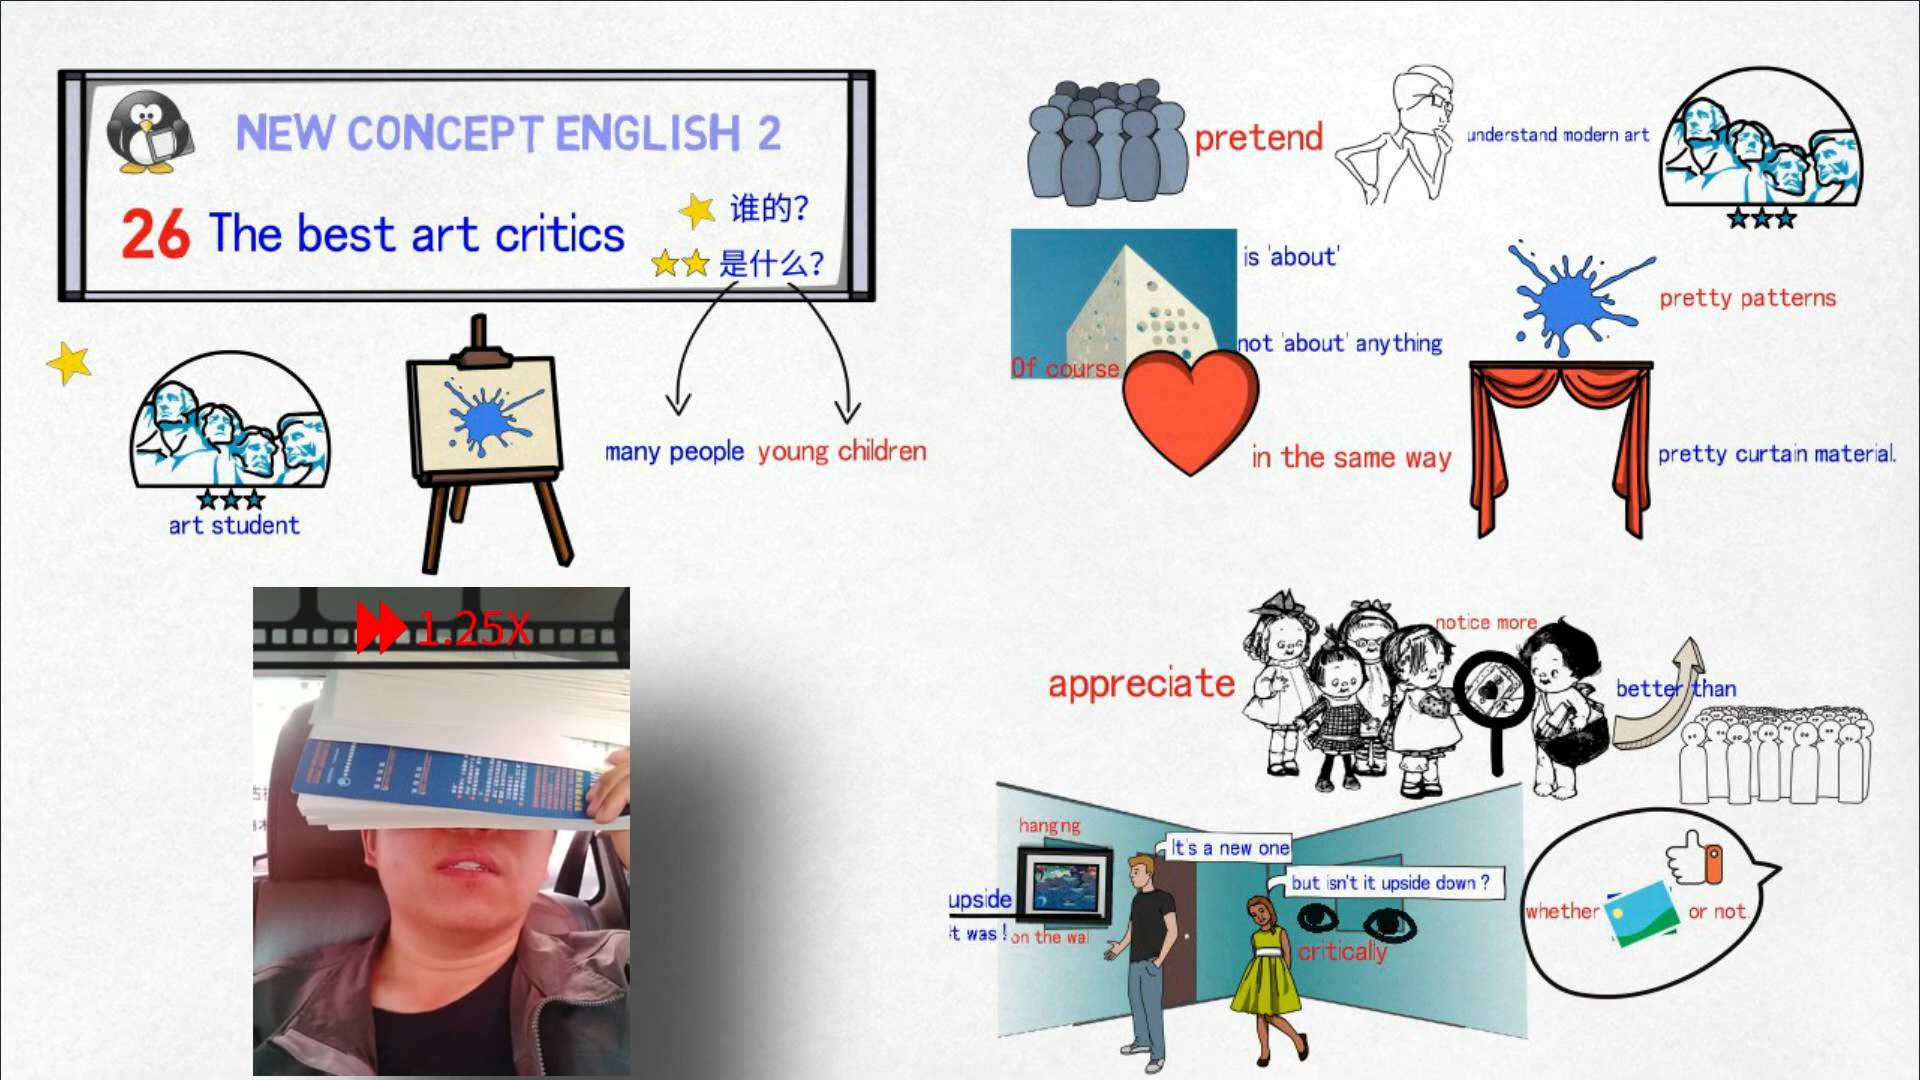 NEW CONCEPT ENGLISH 2
26 The best art critics
谁的?
是什么?
many people young children
art student
1.25X
pretend
understand modern art
is 'about'
not 'about' anything
pretty patterns
Of course
in the same way
pretty curtain material.
appreciate
notice more
better than
hang ng
It's a new one
but isn't it upside down ?
upside
it was !
on the wal
critically
whether or not.